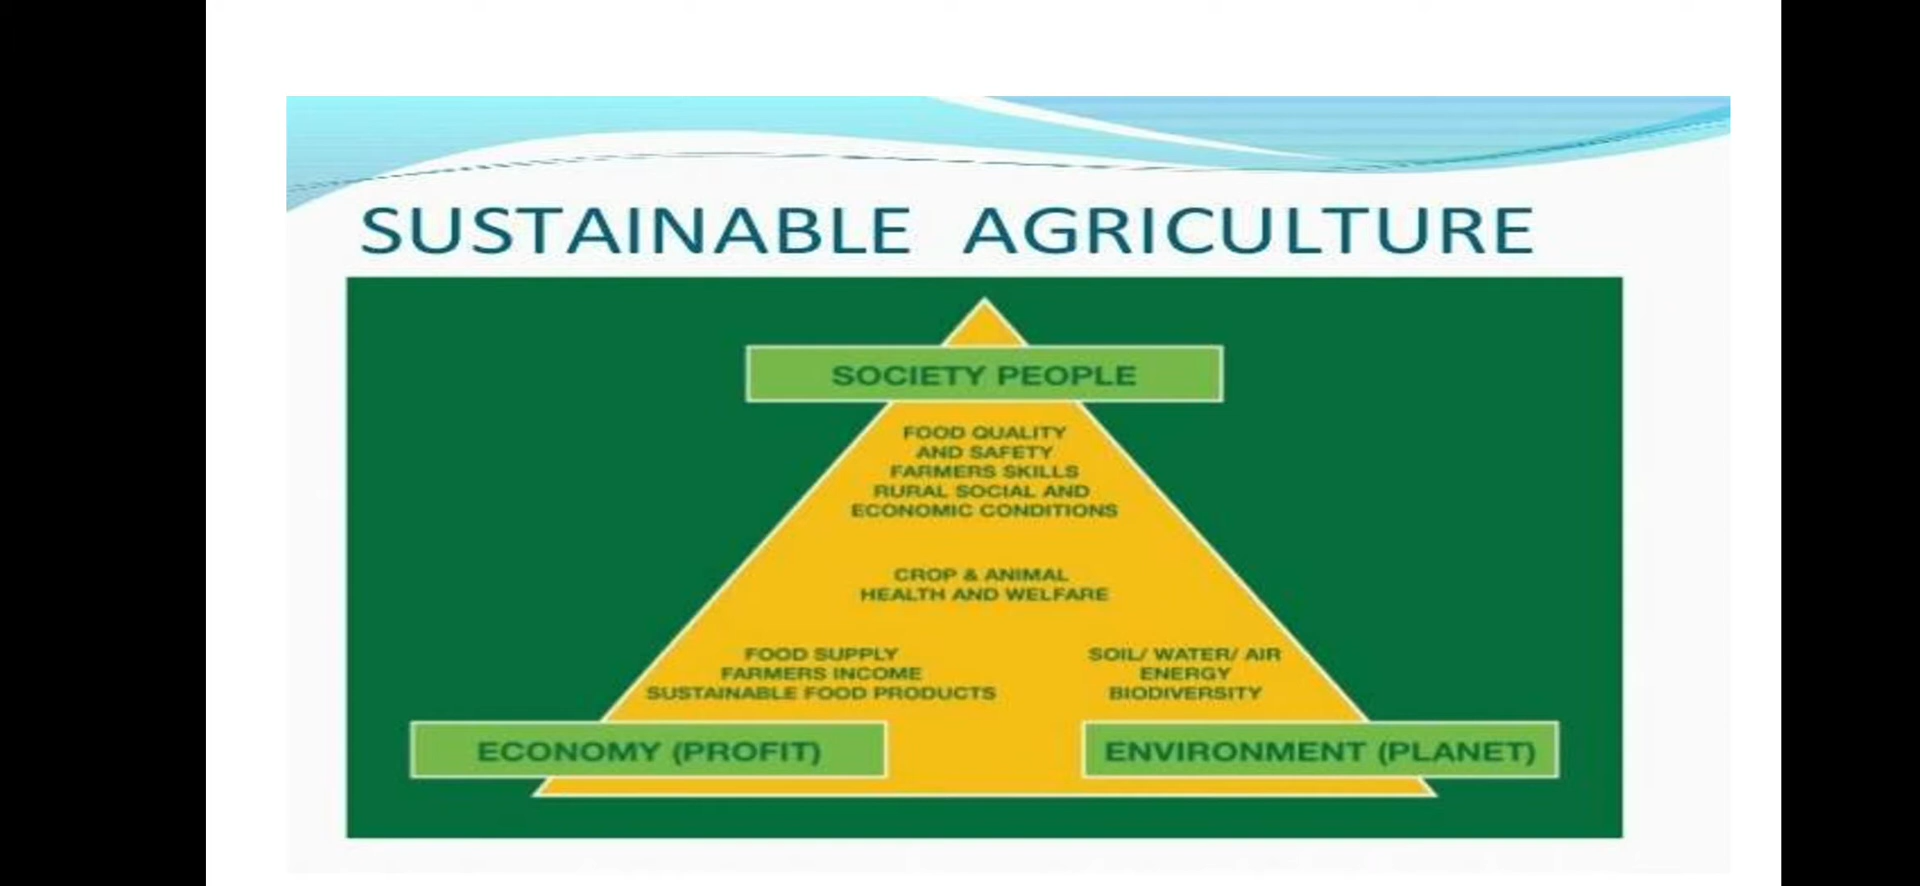 SUSTAINABLE AGRICULTURE
SOCIETY PEOPLE
FOOD QUALITY
AND SAFETY
FARMERS SKILLS
RURAL SOCIAL AND
ECONOMIC CONDITIONS
CROP & ANIMAL
HEALTH AND WELFARE
FOOD SUPPLY
FARMERS INCOME
SUSTAINABLE FOOD PRODUCTS
SOIL/ WATER/ AIR
ENERGY
BIODIVERSITY
ECONOMY (PROFIT)
ENVIRONMENT (PLANET)